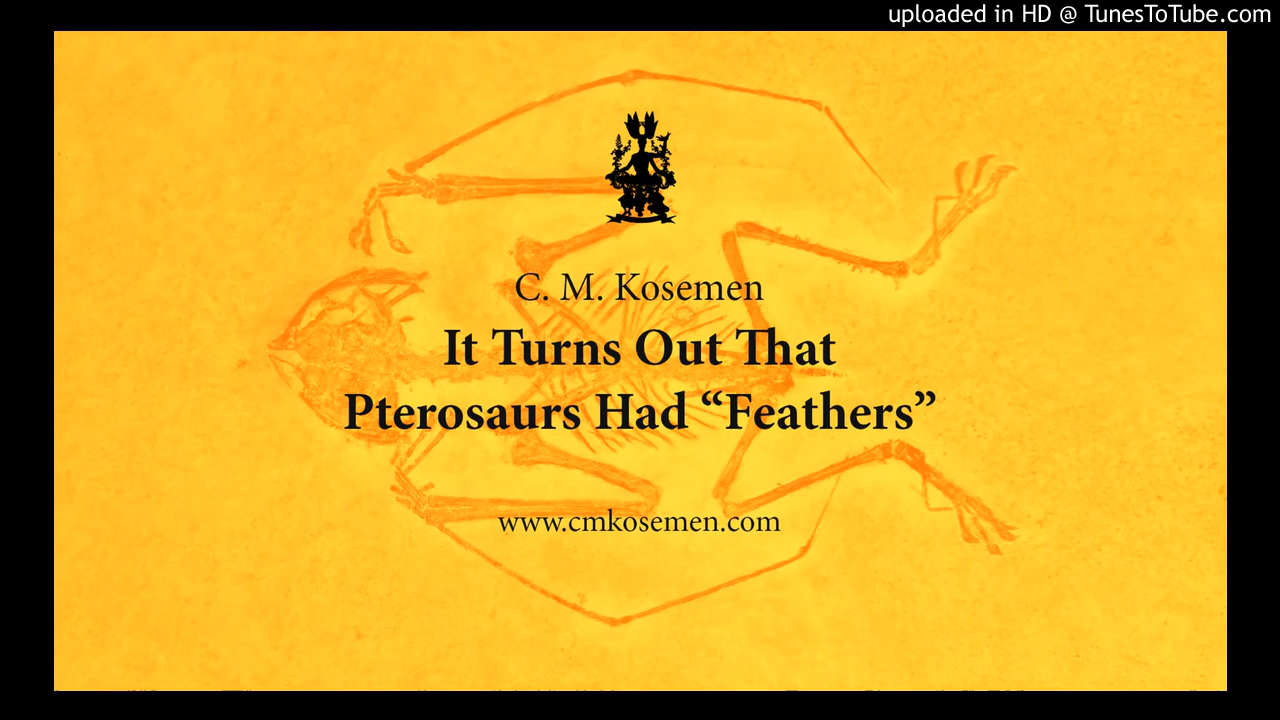 uploaded in HD @ TunesToTube.com
C. M. Kosemen
It Turns Out That
Pterosaurs Had “Feathers”
www.cmkosemen.com